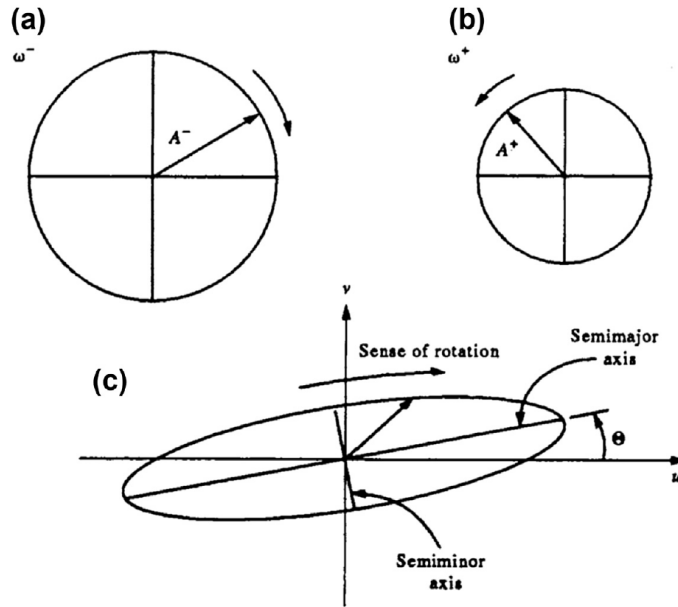 (a)
ω⁻
A⁻
(b)
ω⁺
A⁺
(c)
v
Sense of rotation
Semimajor
axis
Θ
u
Semiminor
axis